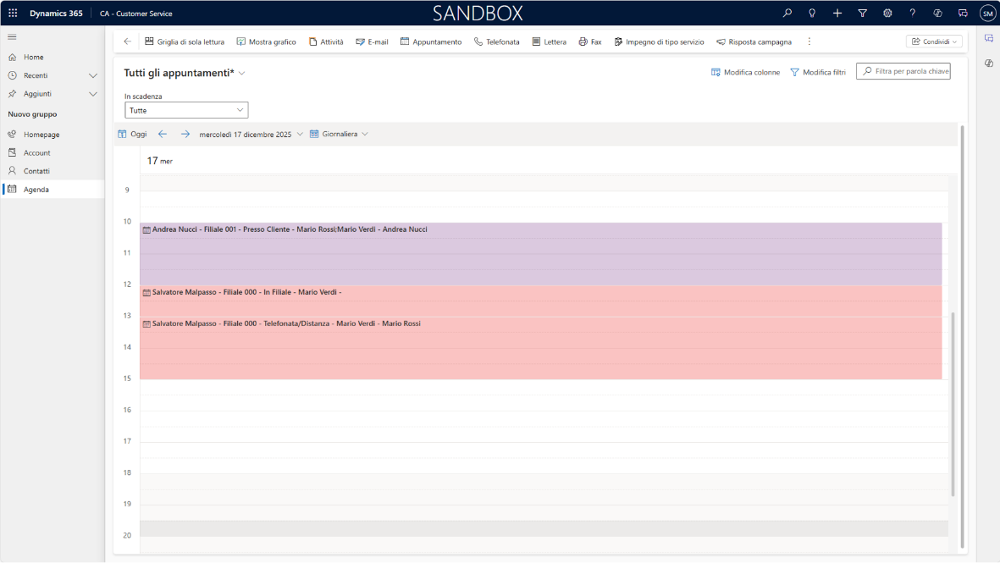 Dynamics 365 CA - Customer Service SANDBOX SM
Griglia di sola lettura Mostra grafico Attività E-mail Appuntamento Telefonata Lettera Fax Impegno di tipo servizio Risposta campagna Condividi
Home
Recenti
Aggiunti
Nuovo gruppo
Homepage
Account
Contatti
Agenda
Tutti gli appuntamenti* Modifica colonne Modifica filtri Filtra per parola chiave
In scadenza
Tutte
Oggi mercoledì 17 dicembre 2025 Giornaliera
17 mer
9
10
Andrea Nucci - Filiale 001 - Presso Cliente - Mario Rossi;Mario Verdi - Andrea Nucci
11
12
Salvatore Malpasso - Filiale 000 - In Filiale - Mario Verdi -
13
Salvatore Malpasso - Filiale 000 - Telefonata/Distanza - Mario Verdi - Mario Rossi
14
15
16
17
18
19
20